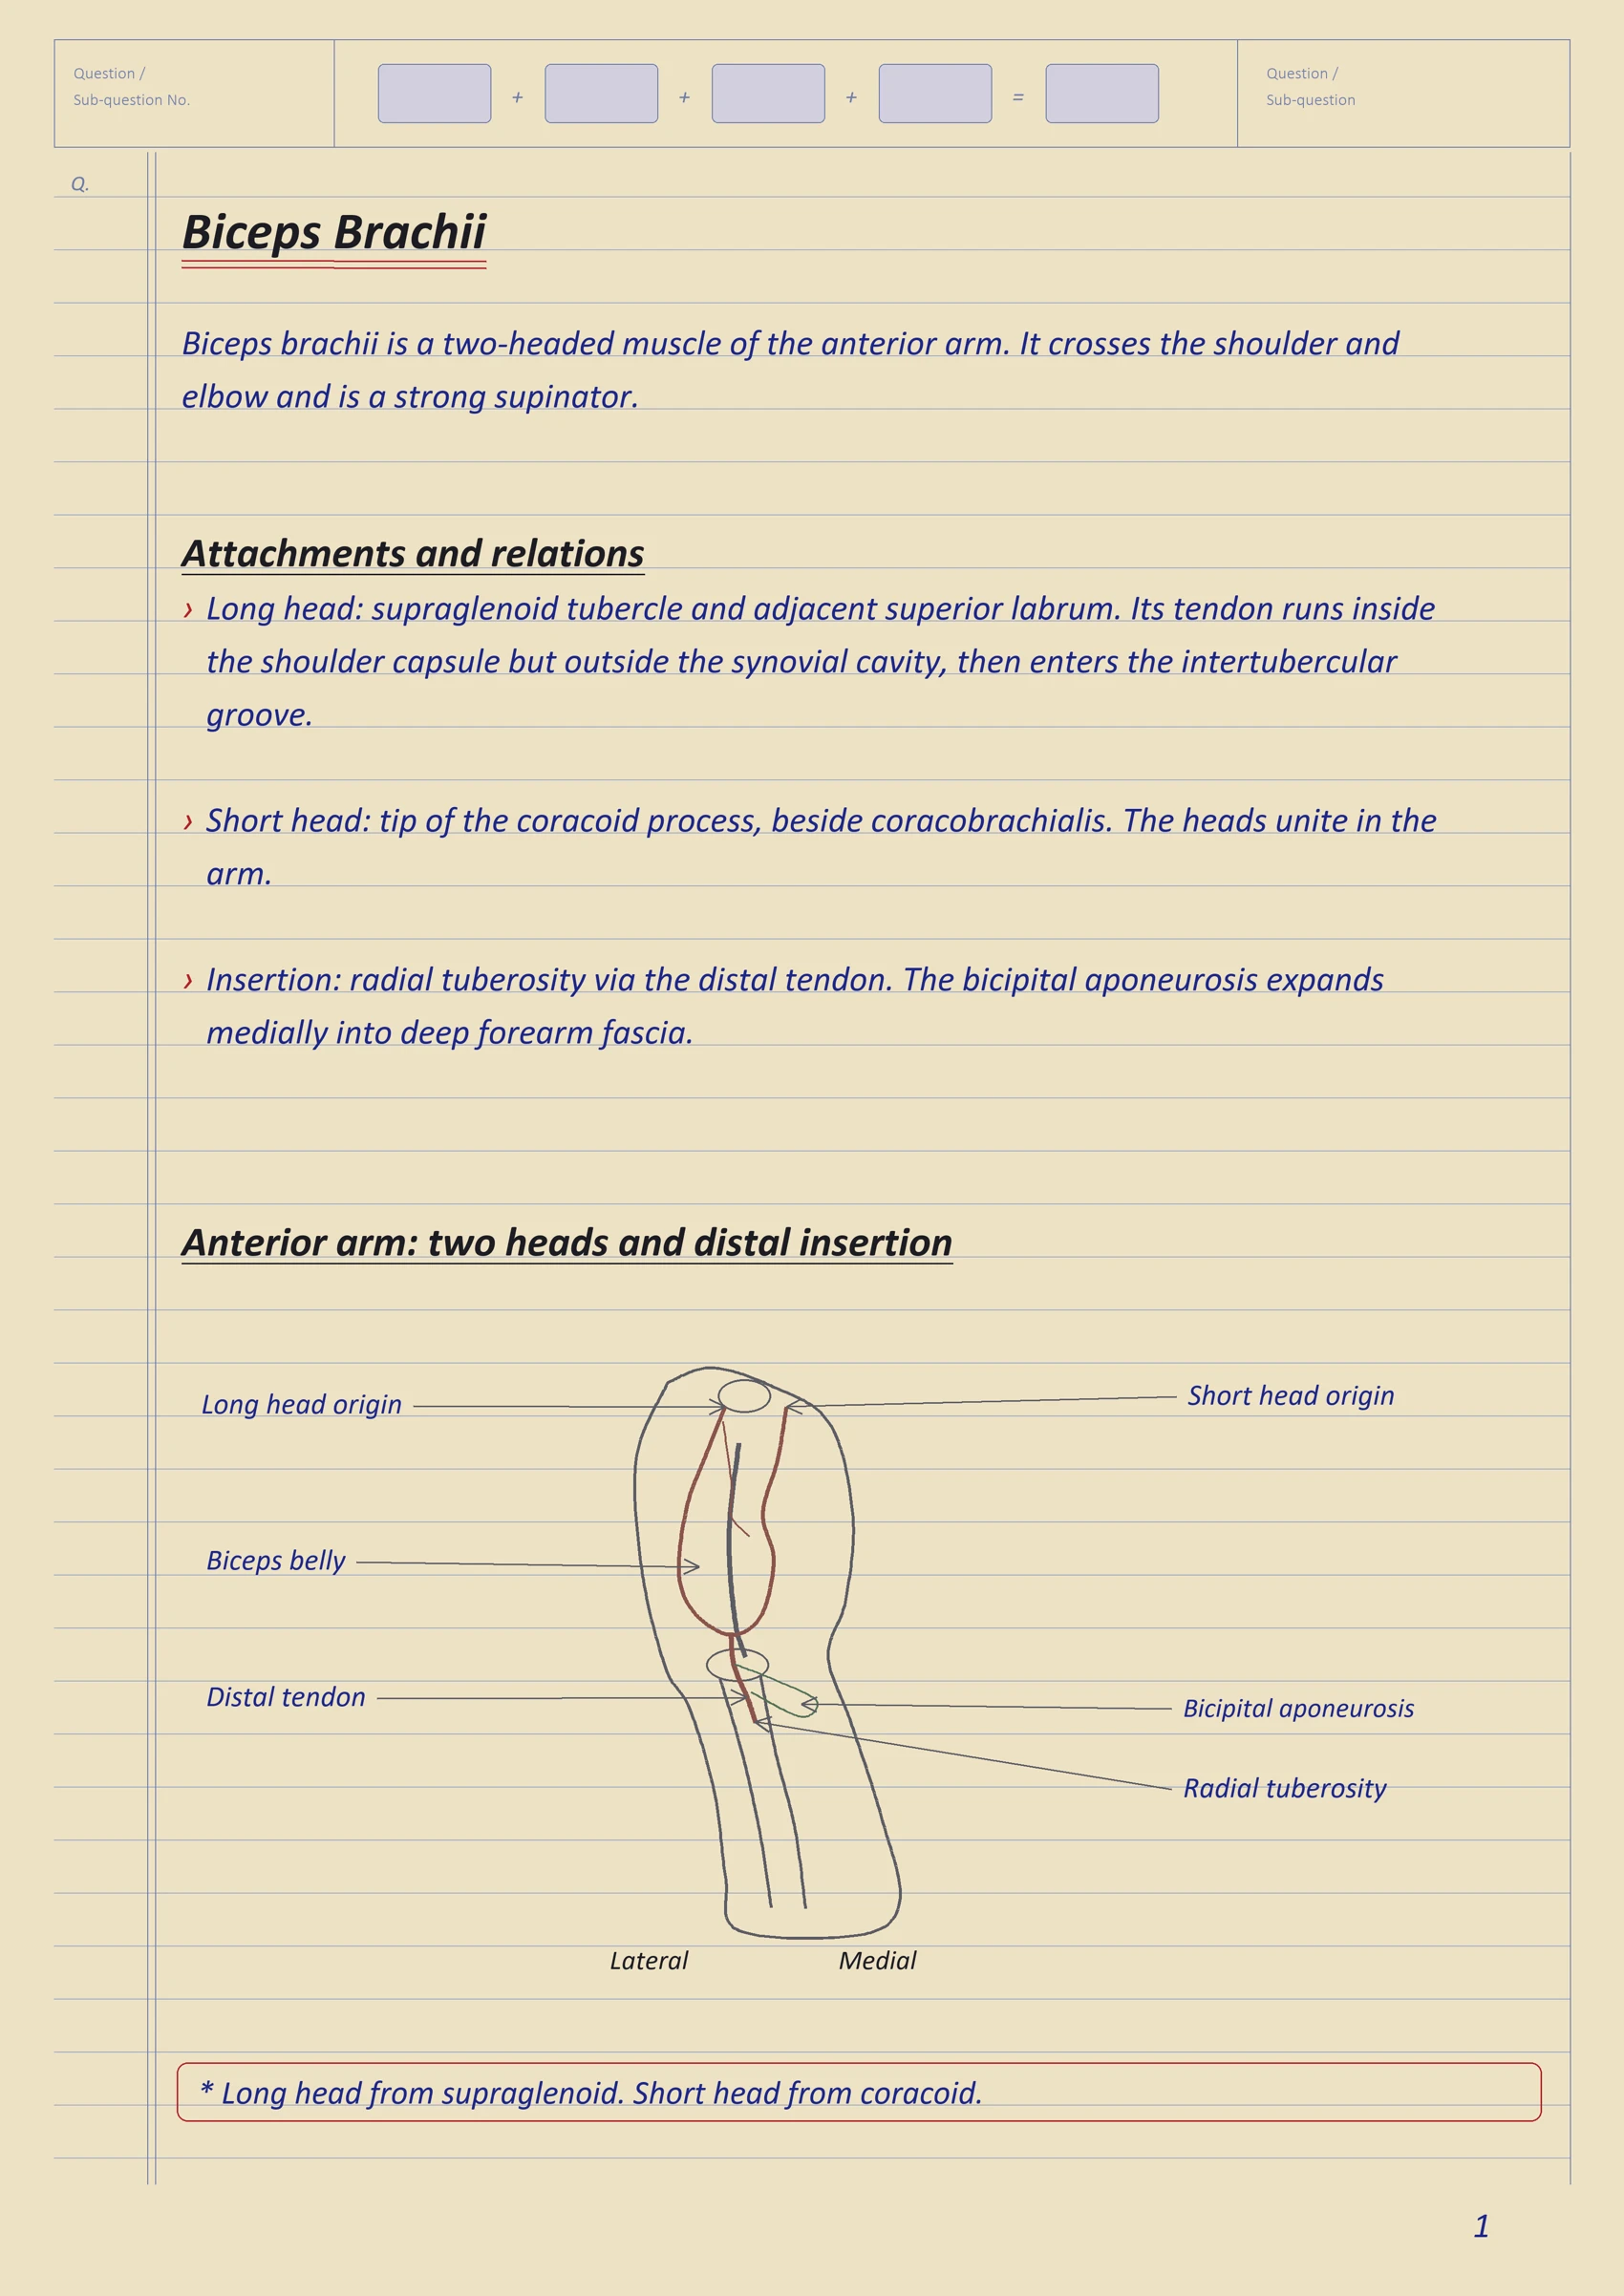 Question /
Sub-question No.
+ + + =
Question /
Sub-question
Q.
Biceps Brachii
Biceps brachii is a two-headed muscle of the anterior arm. It crosses the shoulder and
elbow and is a strong supinator.
Attachments and relations
› Long head: supraglenoid tubercle and adjacent superior labrum. Its tendon runs inside
the shoulder capsule but outside the synovial cavity, then enters the intertubercular
groove.
› Short head: tip of the coracoid process, beside coracobrachialis. The heads unite in the
arm.
› Insertion: radial tuberosity via the distal tendon. The bicipital aponeurosis expands
medially into deep forearm fascia.
Anterior arm: two heads and distal insertion
Long head origin
Short head origin
Biceps belly
Distal tendon
Bicipital aponeurosis
Radial tuberosity
Lateral
Medial
* Long head from supraglenoid. Short head from coracoid.
1